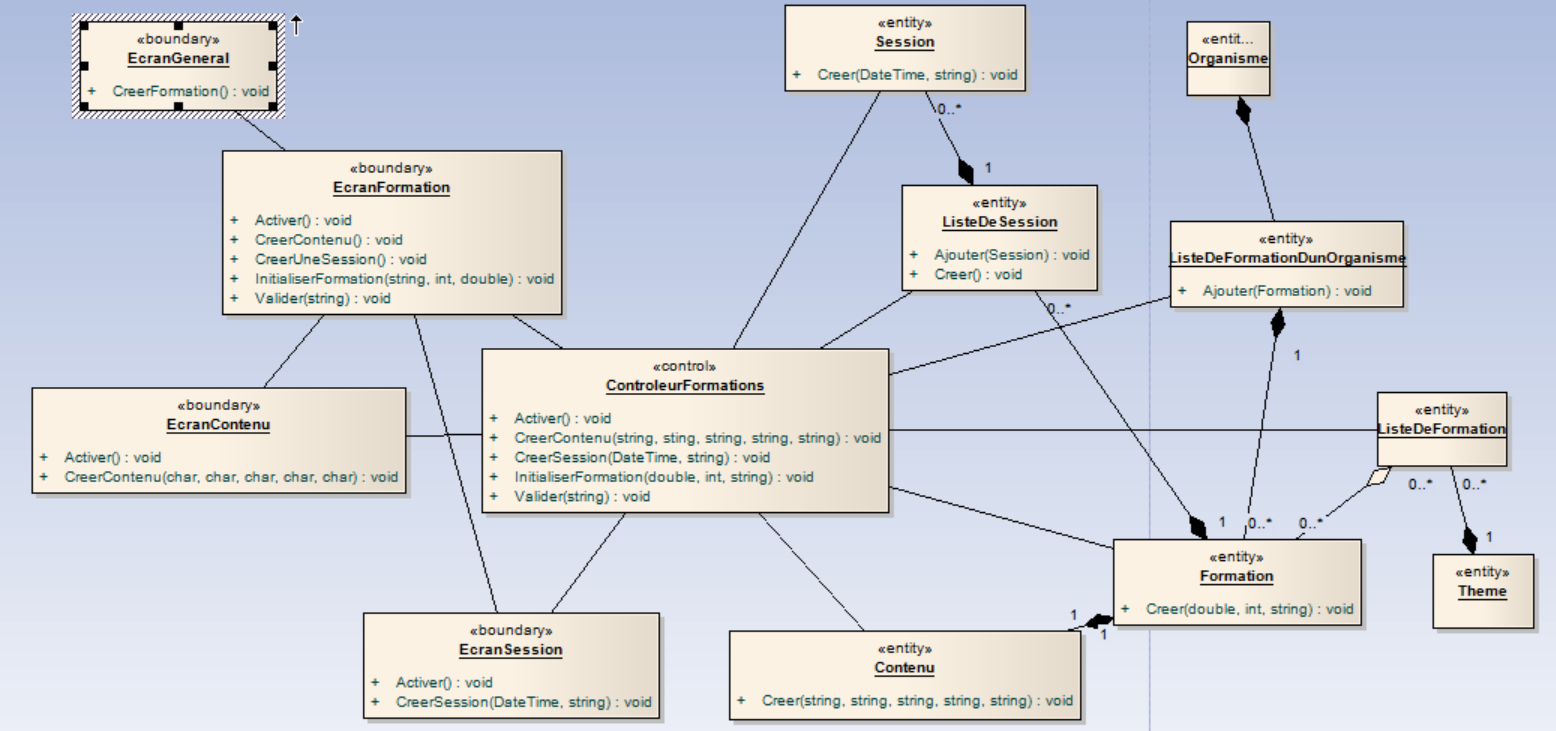 «boundary»
EcranGeneral
+ CreerFormation() : void
«entity»
Session
+ Creer(DateTime, string) : void
0..*
«entit...
Organisme
«boundary»
EcranFormation
+ Activer() : void
+ CreerContenu() : void
+ CreerUneSession() : void
+ InitialiserFormation(string, int, double) : void
+ Valider(string) : void
1
«entity»
ListeDeSession
+ Ajouter(Session) : void
+ Creer() : void
0..*
«entity»
ListeDeFormationDunOrganisme
+ Ajouter(Formation) : void
1
«control»
ControleurFormations
+ Activer() : void
+ CreerContenu(string, sting, string, string, string) : void
+ CreerSession(DateTime, string) : void
+ InitialiserFormation(double, int, string) : void
+ Valider(string) : void
«boundary»
EcranContenu
+ Activer() : void
+ CreerContenu(char, char, char, char, char) : void
«entity»
ListeDeFormation
0..* 0..*
1 0..* 0..*
1
«entity»
Formation
+ Creer(double, int, string) : void
«entity»
Theme
1
1
«boundary»
EcranSession
+ Activer() : void
+ CreerSession(DateTime, string) : void
«entity»
Contenu
+ Creer(string, string, string, string, string) : void